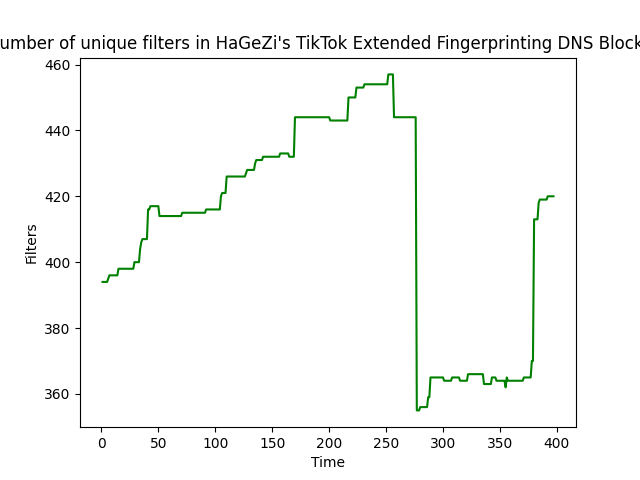 umber of unique filters in HaGeZi's TikTok Extended Fingerprinting DNS Block
460
440
420
400
380
360
Filters
0 50 100 150 200 250 300 350 400
Time